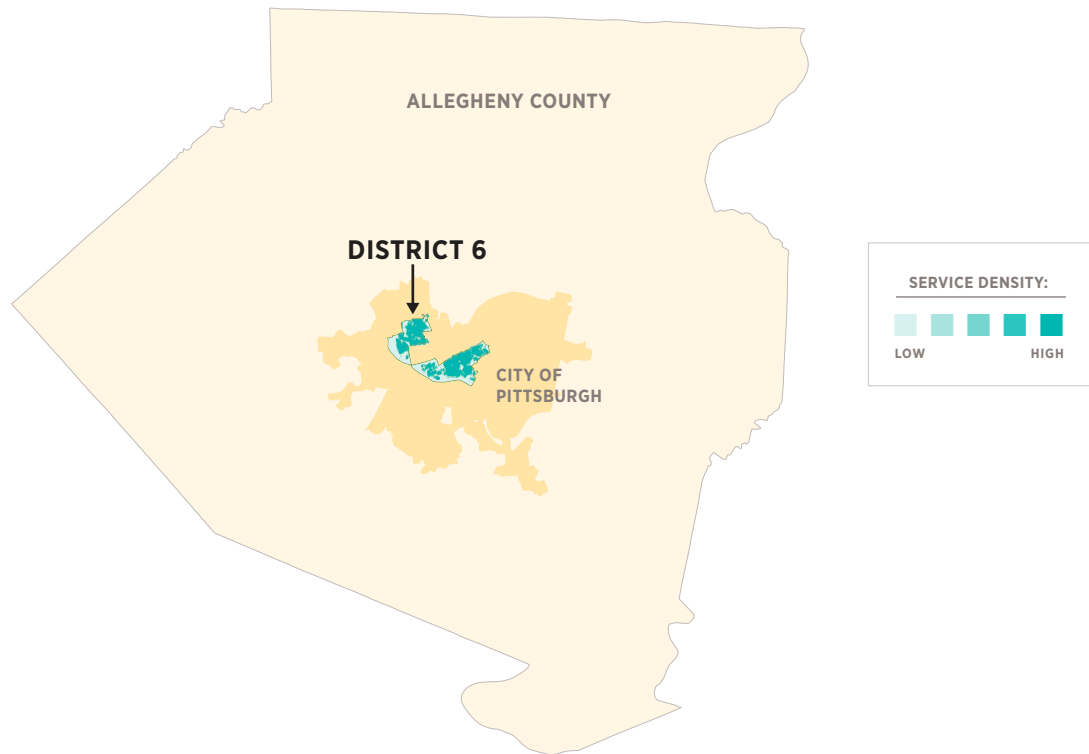 ALLEGHENY COUNTY
DISTRICT 6
CITY OF
PITTSBURGH
SERVICE DENSITY:
LOW
HIGH